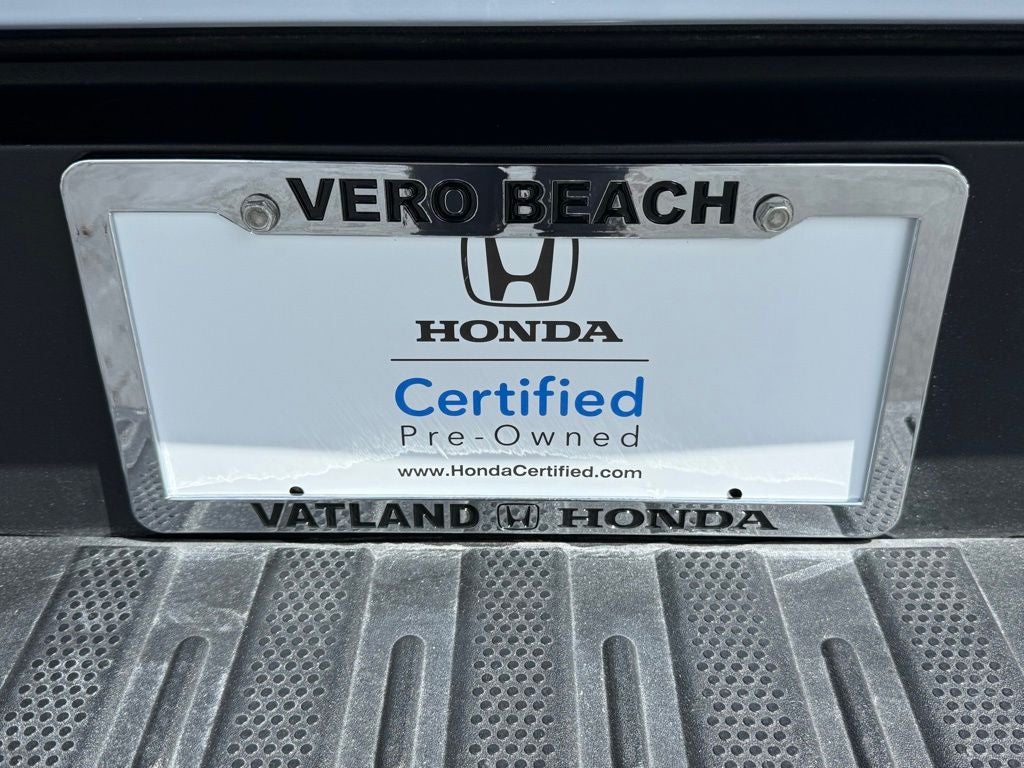 VERO BEACH
HONDA
Certified
Pre-Owned
www.HondaCertified.com
VATLAND HONDA